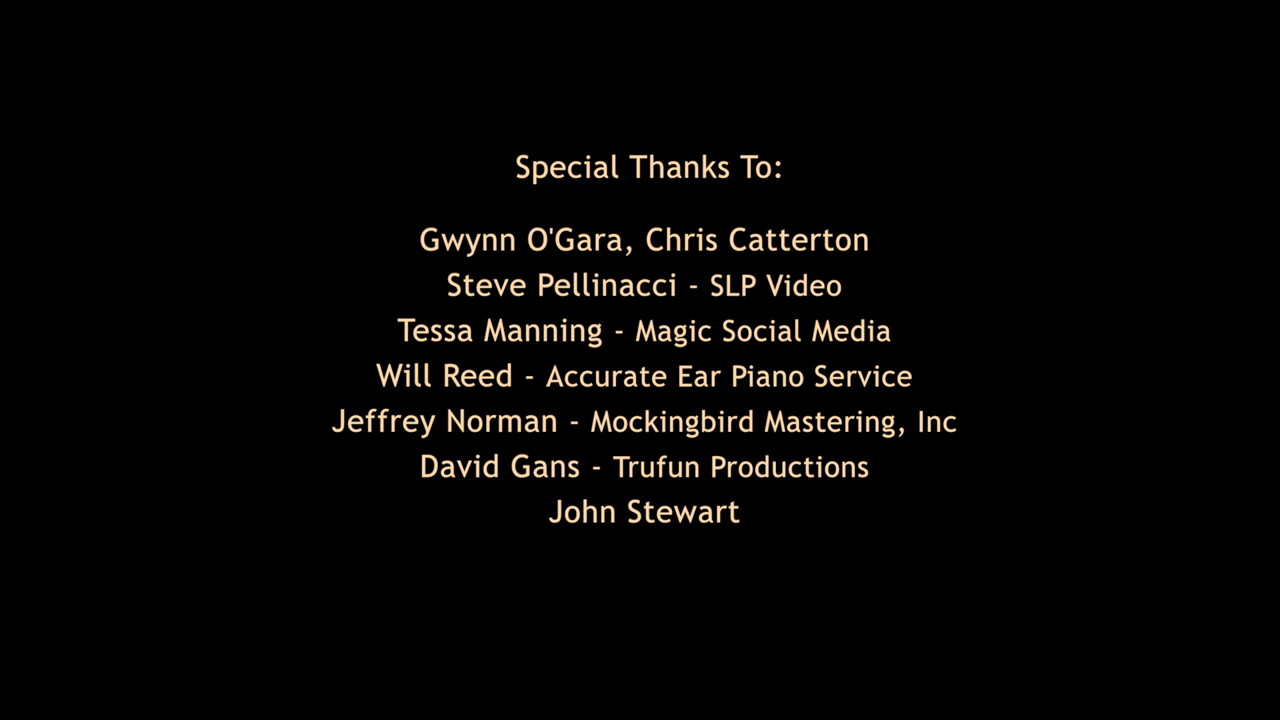 Special Thanks To:
Gwynn O'Gara, Chris Catterton
Steve Pellinacci - SLP Video
Tessa Manning - Magic Social Media
Will Reed - Accurate Ear Piano Service
Jeffrey Norman - Mockingbird Mastering, Inc
David Gans - Trufun Productions
John Stewart